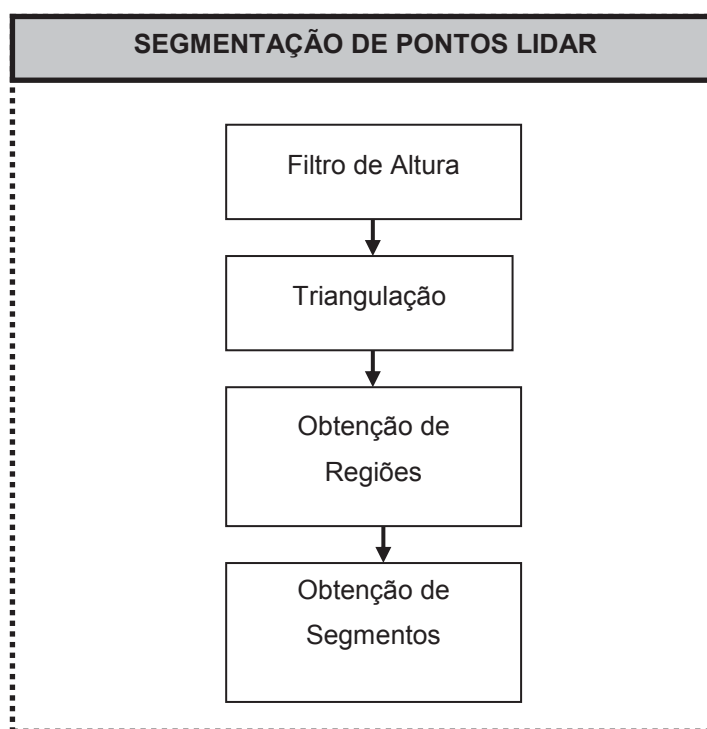 SEGMENTAÇÃO DE PONTOS LIDAR
Filtro de Altura
Triangulação
Obtenção de
Regiões
Obtenção de
Segmentos